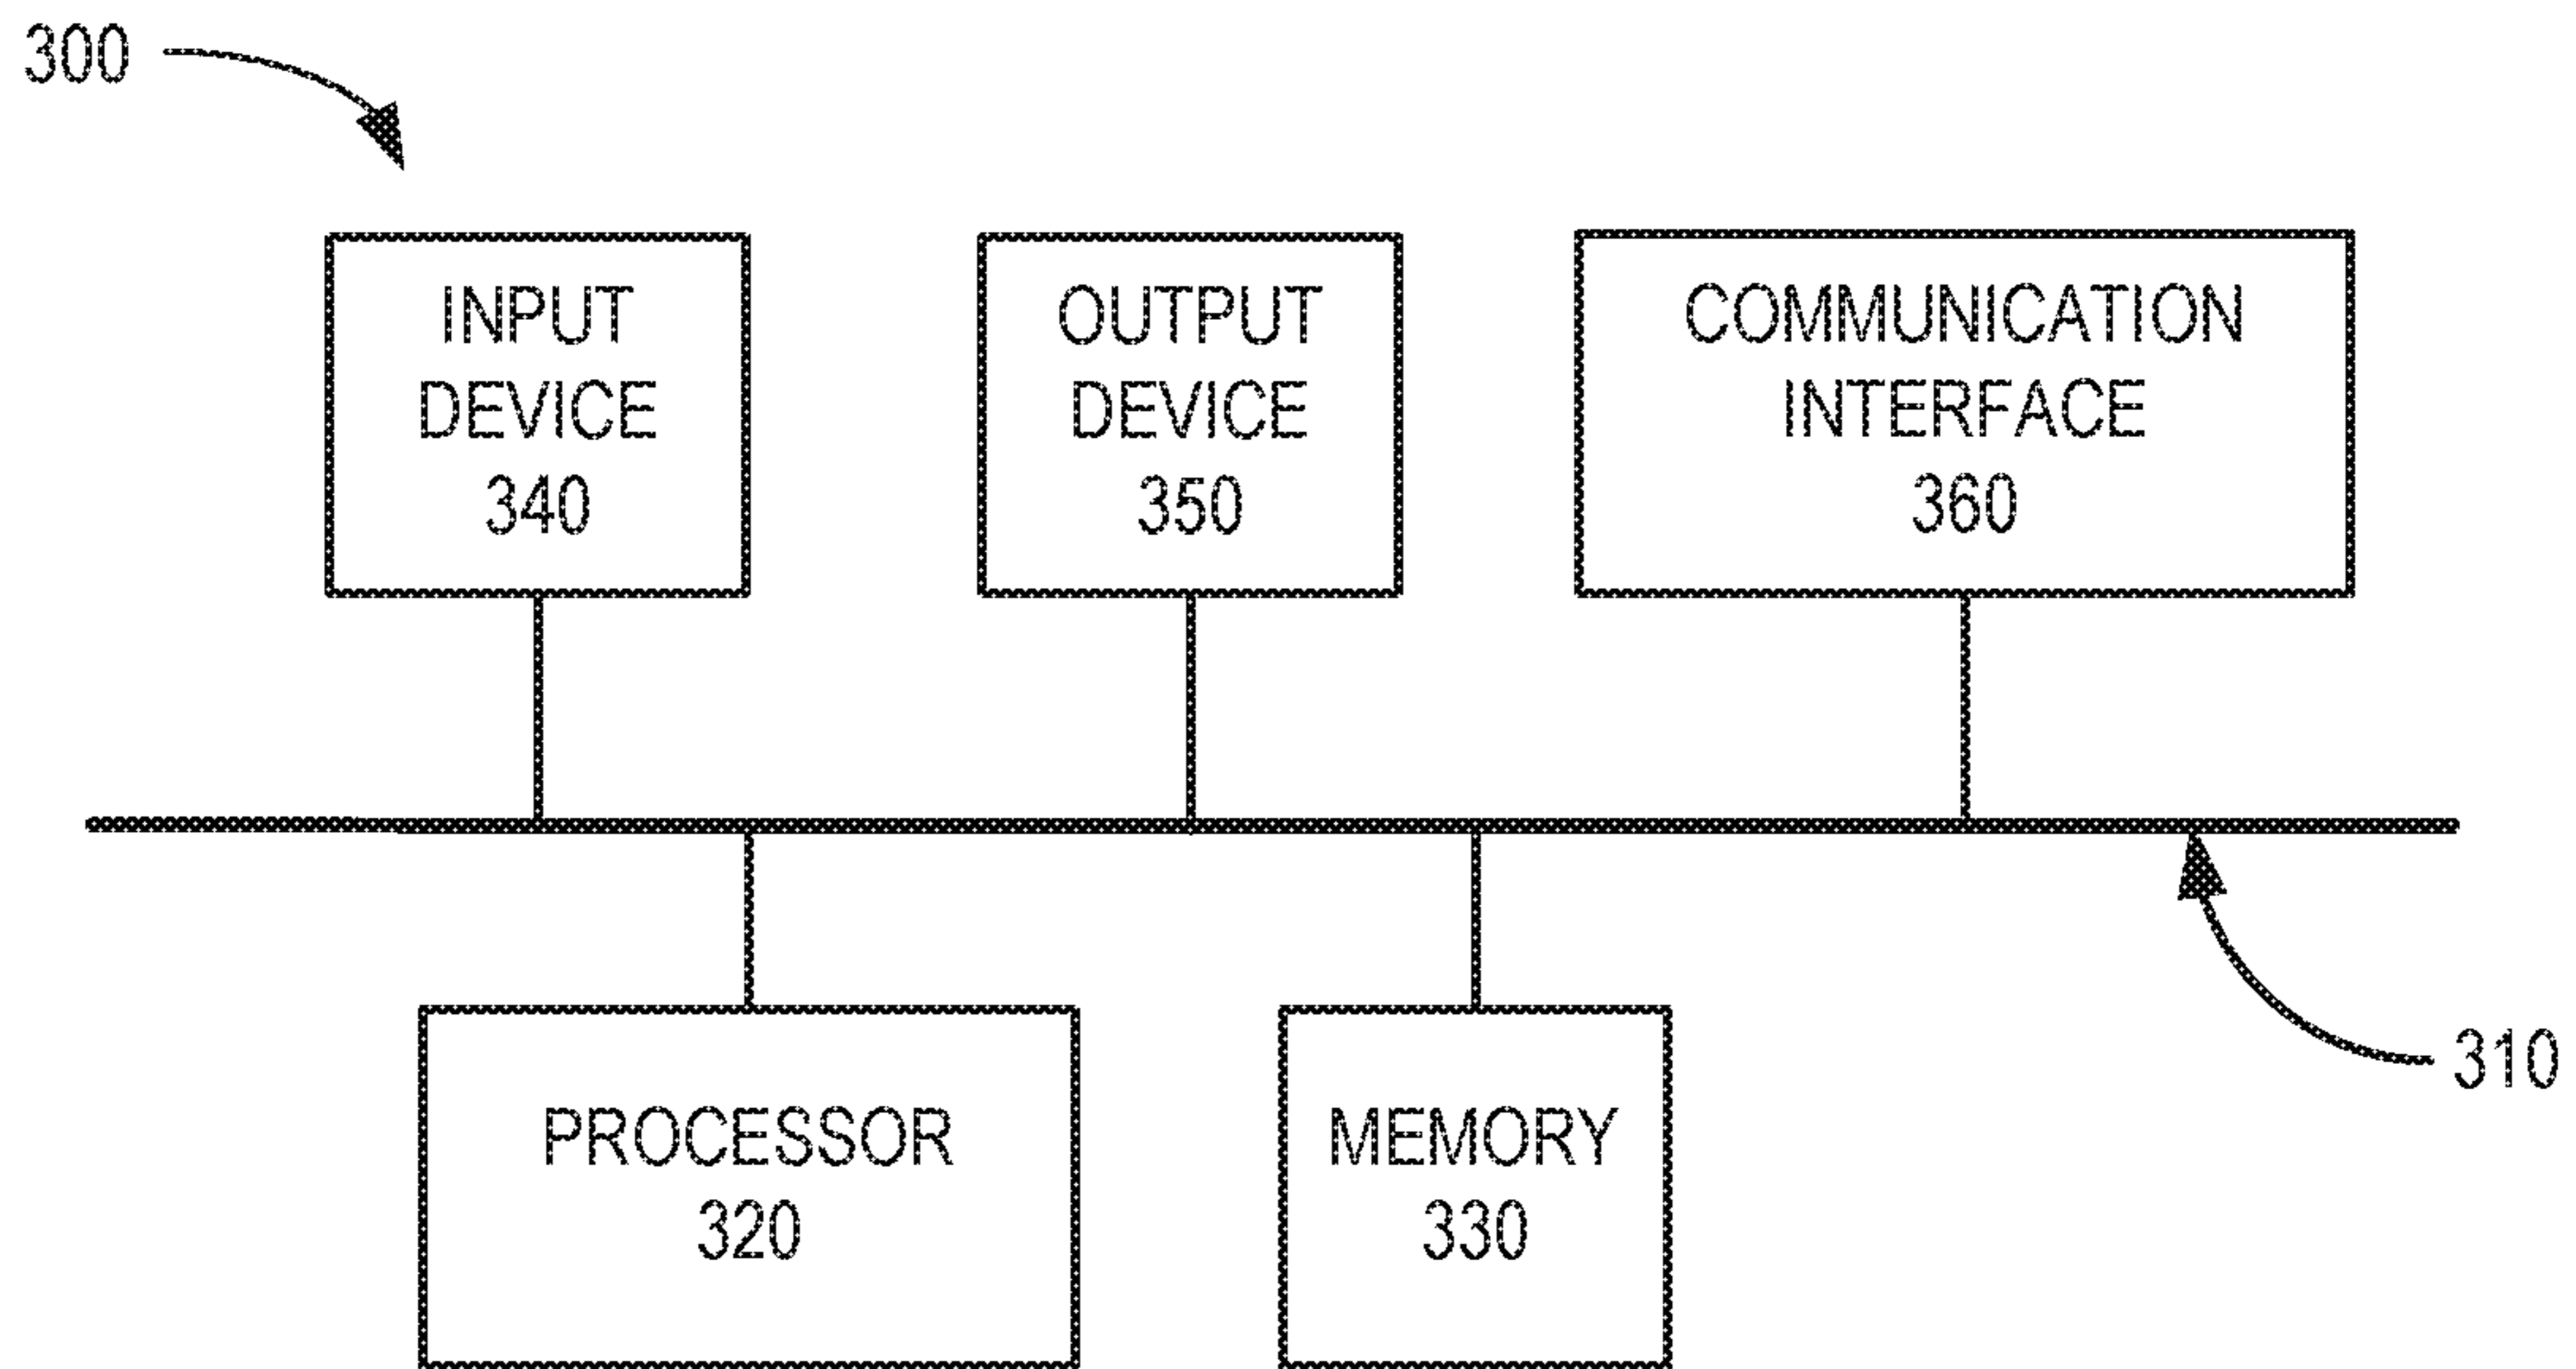 300
INPUT
DEVICE
340
OUTPUT
DEVICE
350
COMMUNICATION
INTERFACE
360
310
PROCESSOR
320
MEMORY
330